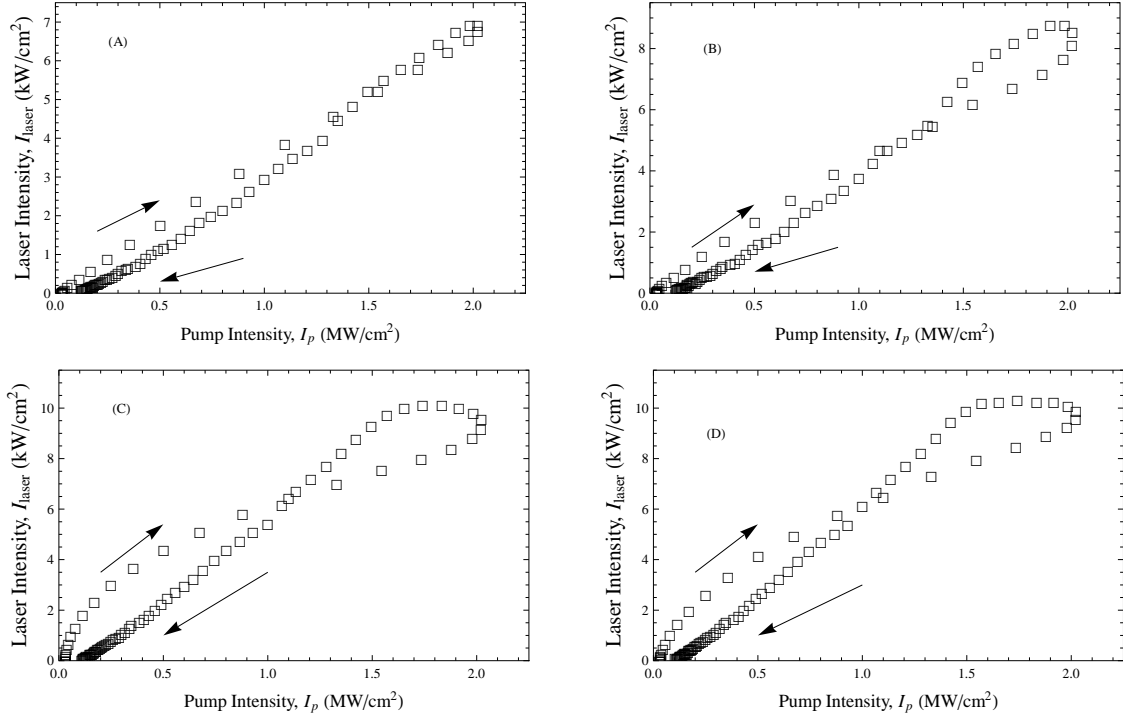 (A)
Laser Intensity, I_laser (kW/cm²)
7
6
5
4
3
2
1
0
0.0 0.5 1.0 1.5 2.0
Pump Intensity, I_p (MW/cm²)
(B)
Laser Intensity, I_laser (kW/cm²)
8
6
4
2
0
0.0 0.5 1.0 1.5 2.0
Pump Intensity, I_p (MW/cm²)
(C)
Laser Intensity, I_laser (kW/cm²)
10
8
6
4
2
0
0.0 0.5 1.0 1.5 2.0
Pump Intensity, I_p (MW/cm²)
(D)
Laser Intensity, I_laser (kW/cm²)
10
8
6
4
2
0
0.0 0.5 1.0 1.5 2.0
Pump Intensity, I_p (MW/cm²)